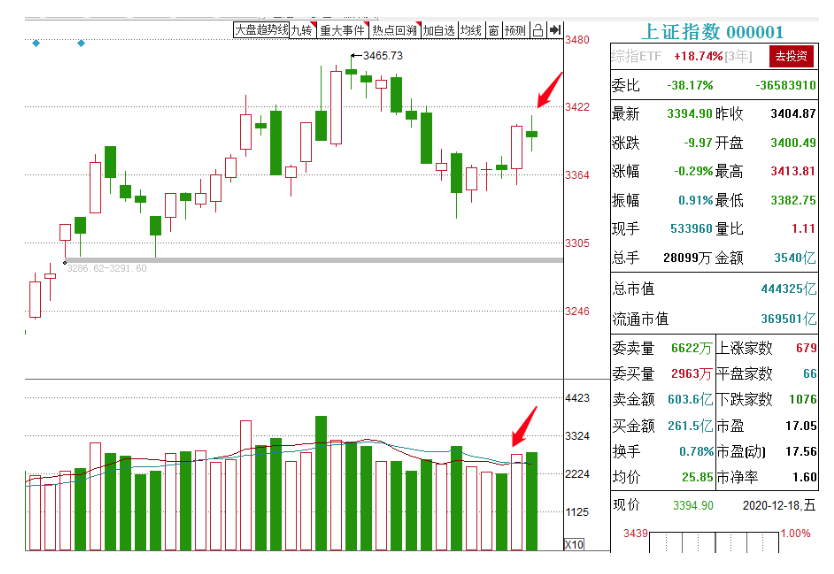 大盘趋势线 九转 重大事件 热点回溯 加自选 均线 窗 预测
3480
3465.73
3422
3364
3305
3286.62-3291.60
3246
4423
3324
2224
1125
X10
上证指数 000001
综指ETF +18.74%[3年] 去投资
委比 -38.17% -36583910
最新 3394.90 昨收 3404.87
涨跌 -9.97 开盘 3400.49
涨幅 -0.29% 最高 3413.81
振幅 0.91% 最低 3382.75
现手 533960 量比 1.11
总手 28099万 金额 3540亿
总市值 444325亿
流通市值 369501亿
委卖量 6622万 上涨家数 679
委买量 2963万 平盘家数 66
卖金额 603.6亿 下跌家数 1076
买金额 261.5亿 市盈 17.05
换手 0.78% 市盈(动) 17.56
均价 25.85 市净率 1.60
现价 3394.90 2020-12-18,五
3439 1.00%